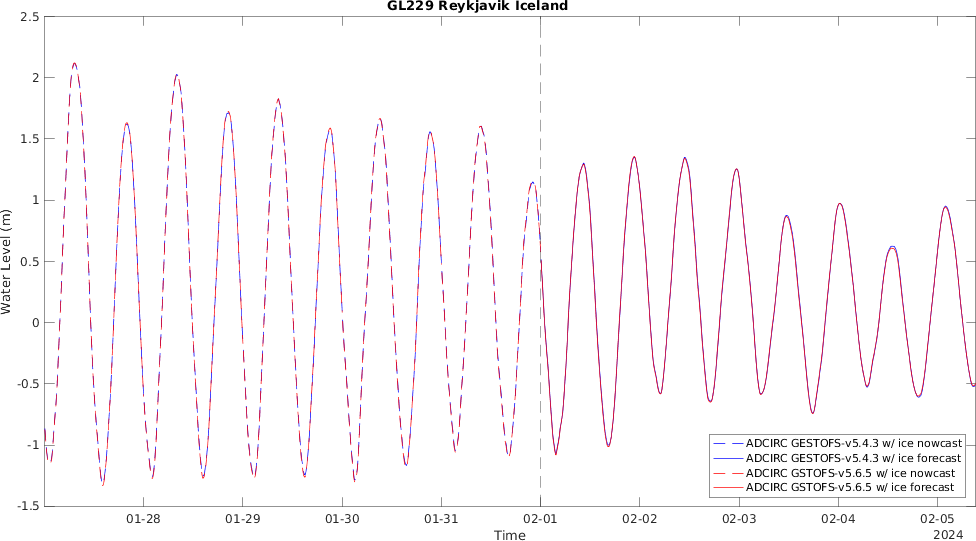 GL229 Reykjavik Iceland
2.5
2
1.5
1
0.5
0
-0.5
-1
-1.5
Water Level (m)
ADCIRC GESTOFS-v5.4.3 w/ ice nowcast
ADCIRC GESTOFS-v5.4.3 w/ ice forecast
ADCIRC GSTOFS-v5.6.5 w/ ice nowcast
ADCIRC GSTOFS-v5.6.5 w/ ice forecast
01-28 01-29 01-30 01-31 02-01 02-02 02-03 02-04 02-05
Time
2024